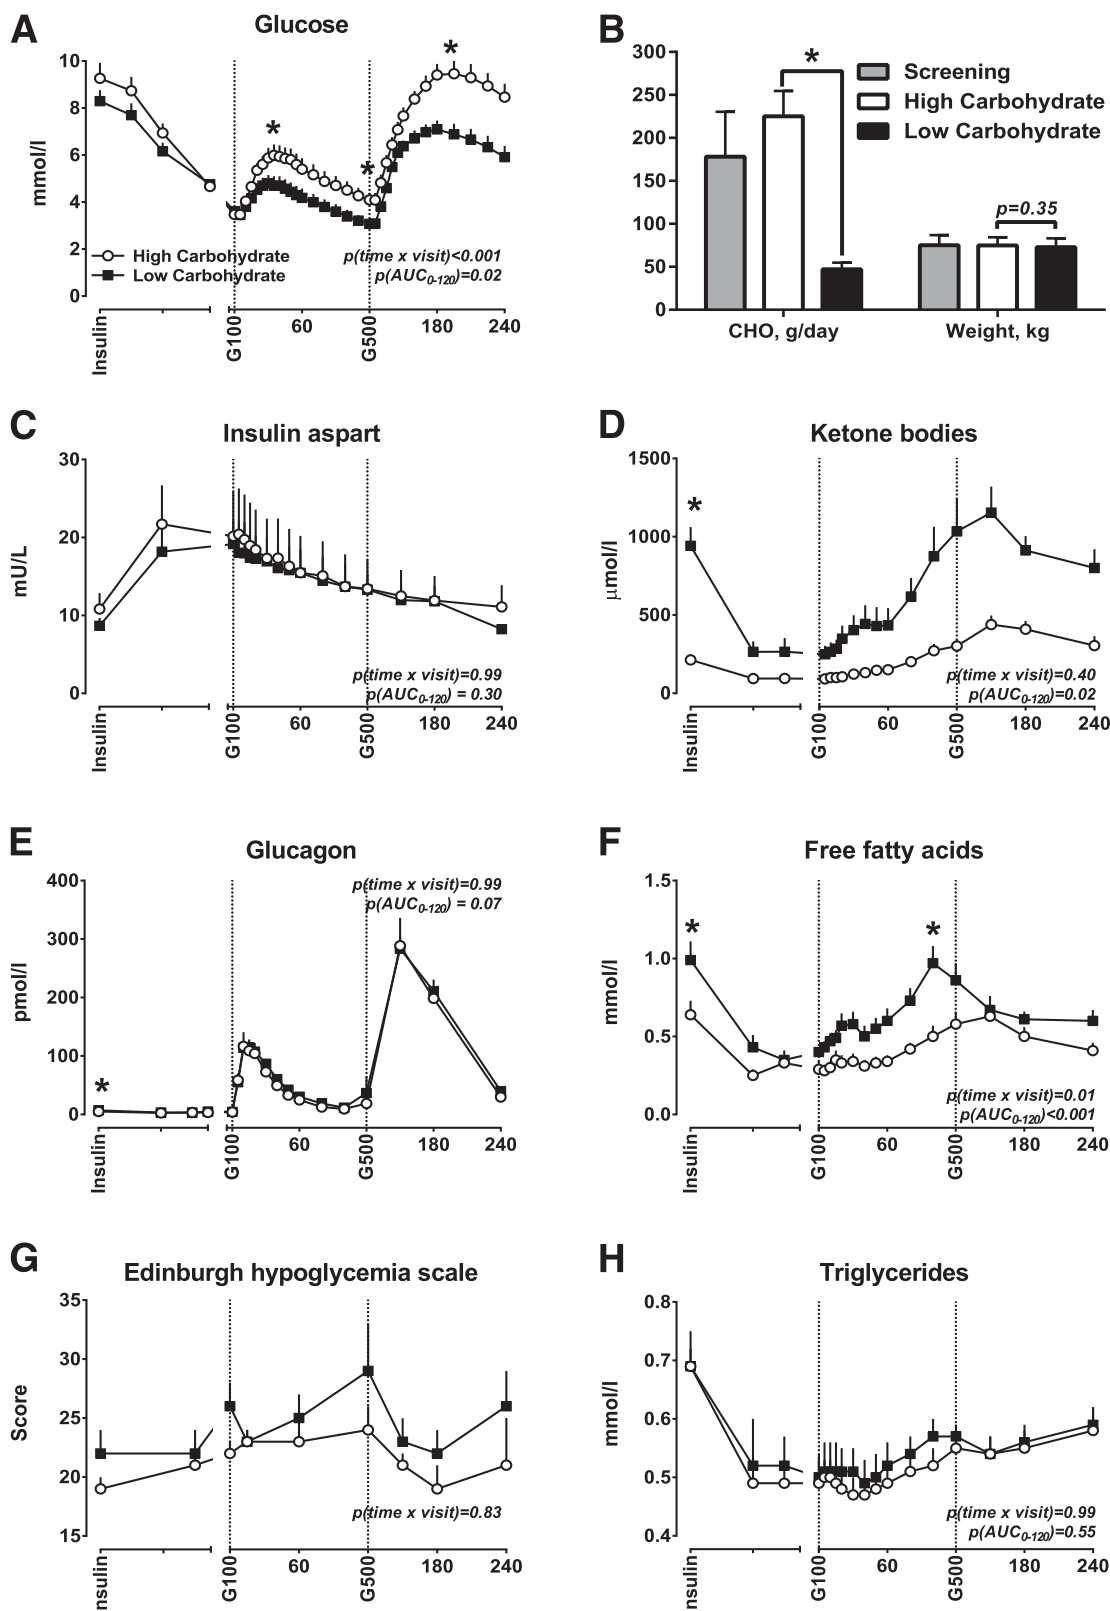 A
Glucose
10
8
6
4
2
0
mmol/l
*
*
*
High Carbohydrate
Low Carbohydrate
p(time x visit)<0.001
p(AUC0-120)=0.02
Insulin
G100
60
G500
180
240
B
300
250
200
150
100
50
0
*
Screening
High Carbohydrate
Low Carbohydrate
p=0.35
CHO, g/day
Weight, kg
C
Insulin aspart
30
20
10
0
mU/L
p(time x visit)=0.99
p(AUC0-120) = 0.30
Insulin
G100
60
G500
180
240
D
Ketone bodies
1500
1000
500
0
µmol/l
*
p(time x visit)=0.40
p(AUC0-120)=0.02
Insulin
G100
60
G500
180
240
E
Glucagon
400
300
200
100
0
pmol/l
p(time x visit)=0.99
p(AUC0-120) = 0.07
*
Insulin
G100
60
G500
180
240
F
Free fatty acids
1.5
1.0
0.5
0.0
mmol/l
*
*
p(time x visit)=0.01
p(AUC0-120)<0.001
Insulin
G100
60
G500
180
240
G
Edinburgh hypoglycemia scale
35
30
25
20
15
Score
p(time x visit)=0.83
nsulin
G100
60
G500
180
240
H
Triglycerides
0.8
0.7
0.6
0.5
0.4
mmol/l
p(time x visit)=0.99
p(AUC0-120)=0.55
nsulin
G100
60
G500
180
240